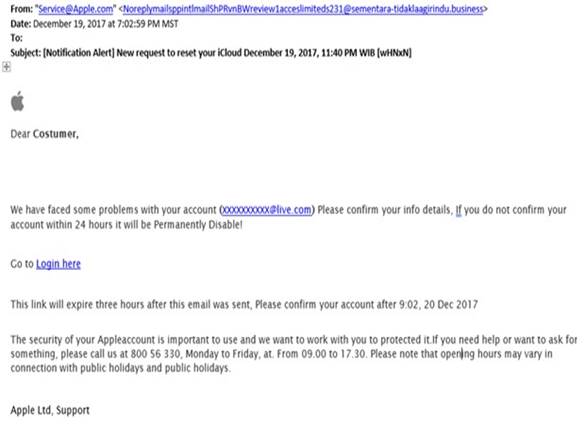 From: "Service@Apple.com" <NoreplymailsppintlmailShPRvnBWreview1acceslimiteds231@sementara-tidaklaagirindu.business>
Date: December 19, 2017 at 7:02:59 PM MST
To:
Subject: [Notification Alert] New request to reset your iCloud December 19, 2017, 11:40 PM WIB [wHNxN]
Dear Costumer,
We have faced some problems with your account (xxxxxxxxxx@live.com) Please confirm your info details, If you do not confirm your
account within 24 hours it will be Permanently Disable!
Go to Login here
This link will expire three hours after this email was sent, Please confirm your account after 9:02, 20 Dec 2017
The security of your Appleaccount is important to use and we want to work with you to protected it.If you need help or want to ask for
something, please call us at 800 56 330, Monday to Friday, at. From 09.00 to 17.30. Please note that opening hours may vary in
connection with public holidays and public holidays.
Apple Ltd, Support